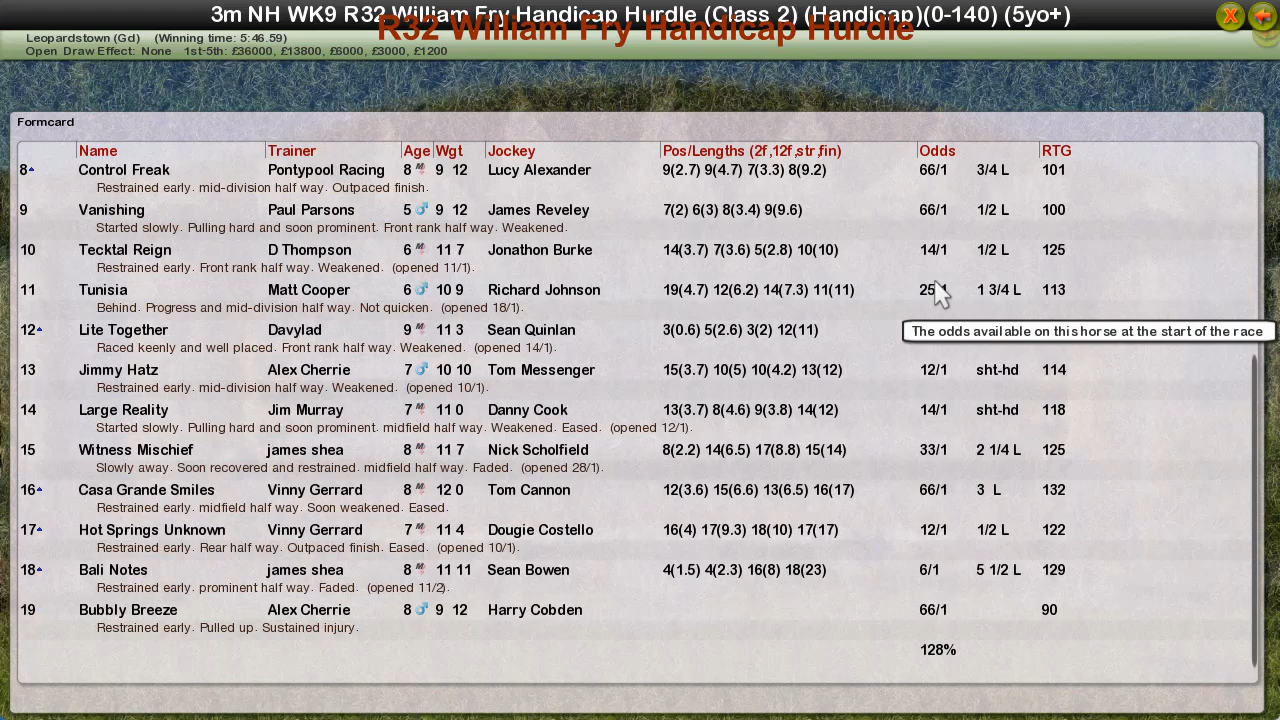 3m NH WK9 R32 William Fry Handicap Hurdle (Class 2) (Handicap)(0-140) (5yo+)
R32 William Fry Handicap Hurdle
Leopardstown (Gd) (Winning time: 5:46.59)
Open Draw Effect: None 1st-5th: £36000, £13800, £6000, £3000, £1200
Formcard
Name Trainer Age Wgt Jockey Pos/Lengths (2f,12f,str,fin) Odds RTG
8 Control Freak Pontypool Racing 8 9 12 Lucy Alexander 9(2.7) 9(4.7) 7(3.3) 8(9.2) 66/1 3/4 L 101
Restrained early. mid-division half way. Outpaced finish.
9 Vanishing Paul Parsons 5 9 12 James Reveley 7(2) 6(3) 8(3.4) 9(9.6) 66/1 1/2 L 100
Started slowly. Pulling hard and soon prominent. Front rank half way. Weakened.
10 Tecktal Reign D Thompson 6 11 7 Jonathon Burke 14(3.7) 7(3.6) 5(2.8) 10(10) 14/1 1/2 L 125
Restrained early. Front rank half way. Weakened. (opened 11/1).
11 Tunisia Matt Cooper 6 10 9 Richard Johnson 19(4.7) 12(6.2) 14(7.3) 11(11) 1 3/4 L 113
Behind. Progress and mid-division half way. Not quicken. (opened 18/1).
12 Lite Together Davylad 9 11 3 Sean Quinlan 3(0.6) 5(2.6) 3(2) 12(11)
The odds available on this horse at the start of the race
Raced keenly and well placed. Front rank half way. Weakened. (opened 14/1).
13 Jimmy Hatz Alex Cherrie 7 10 10 Tom Messenger 15(3.7) 10(5) 10(4.2) 13(12) 12/1 sht-hd 114
Restrained early. mid-division half way. Weakened. (opened 10/1).
14 Large Reality Jim Murray 7 11 0 Danny Cook 13(3.7) 8(4.6) 9(3.8) 14(12) 14/1 sht-hd 118
Started slowly. Pulling hard and soon prominent. midfield half way. Weakened. Eased. (opened 12/1).
15 Witness Mischief james shea 8 11 7 Nick Scholfield 8(2.2) 14(6.5) 17(8.8) 15(14) 33/1 2 1/4 L 125
Slowly away. Soon recovered and restrained. midfield half way. Faded. (opened 28/1).
16 Casa Grande Smiles Vinny Gerrard 8 12 0 Tom Cannon 12(3.6) 15(6.6) 13(6.5) 16(17) 66/1 3 L 132
Restrained early. midfield half way. Soon weakened. Eased.
17 Hot Springs Unknown Vinny Gerrard 7 11 4 Dougie Costello 16(4) 17(9.3) 18(10) 17(17) 12/1 1/2 L 122
Restrained early. Rear half way. Outpaced finish. Eased. (opened 10/1).
18 Bali Notes james shea 8 11 11 Sean Bowen 4(1.5) 4(2.3) 16(8) 18(23) 6/1 5 1/2 L 129
Restrained early. prominent half way. Faded. (opened 11/2).
19 Bubbly Breeze Alex Cherrie 8 9 12 Harry Cobden 66/1 90
Restrained early. Pulled up. Sustained injury.
128%